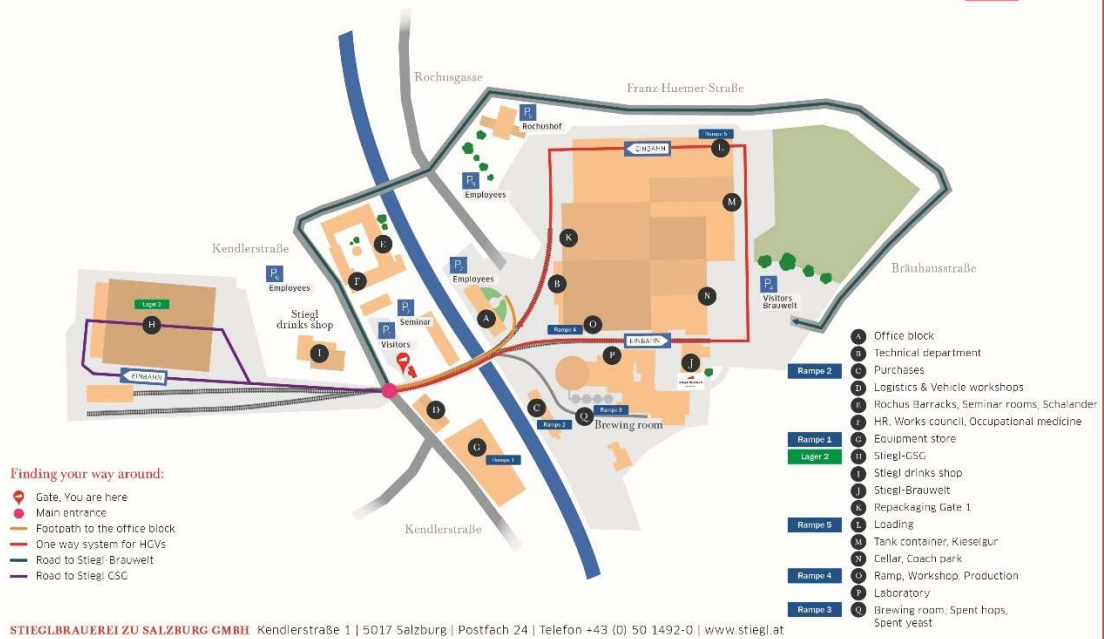 Rochusgasse
Franz-Huemer-Straße
P5
Rochushof
Rampe 5
EINBAHN
L
P3
Employees
M
Kendlerstraße
E
K
P6
Employees
F
P2
Employees
B
Bräuhausstraße
P4
Visitors
Brauwelt
Lager 2
H
Stiegl
drinks shop
Seminar
A
N
Rampe 4
O
EINBAHN
Visitors
I
P
J
EINBAHN
D
C
Rampe 2
Q
Brewing room
G
Rampe 1
Kendlerstraße
Finding your way around:
Gate, You are here
Main entrance
Footpath to the office block
One way system for HGVs
Road to Stiegl-Brauwelt
Road to Stiegl GSG
A Office block
B Technical department
Rampe 2 C Purchases
D Logistics & Vehicle workshops
E Rochus Barracks, Seminar rooms, Schalander
F HR, Works council, Occupational medicine
Rampe 1 G Equipment store
Lager 2 H Stiegl-GSG
I Stiegl drinks shop
J Stiegl-Brauwelt
K Repackaging Gate 1
Rampe 5 L Loading
M Tank container, Kieselgur
N Cellar, Coach park
Rampe 4 O Ramp, Workshop, Production
P Laboratory
Rampe 3 Q Brewing room, Spent hops,
Spent yeast
STIEGLBRAUEREI ZU SALZBURG GMBH Kendlerstraße 1 | 5017 Salzburg | Postfach 24 | Telefon +43 (0) 50 1492-0 | www.stiegl.at